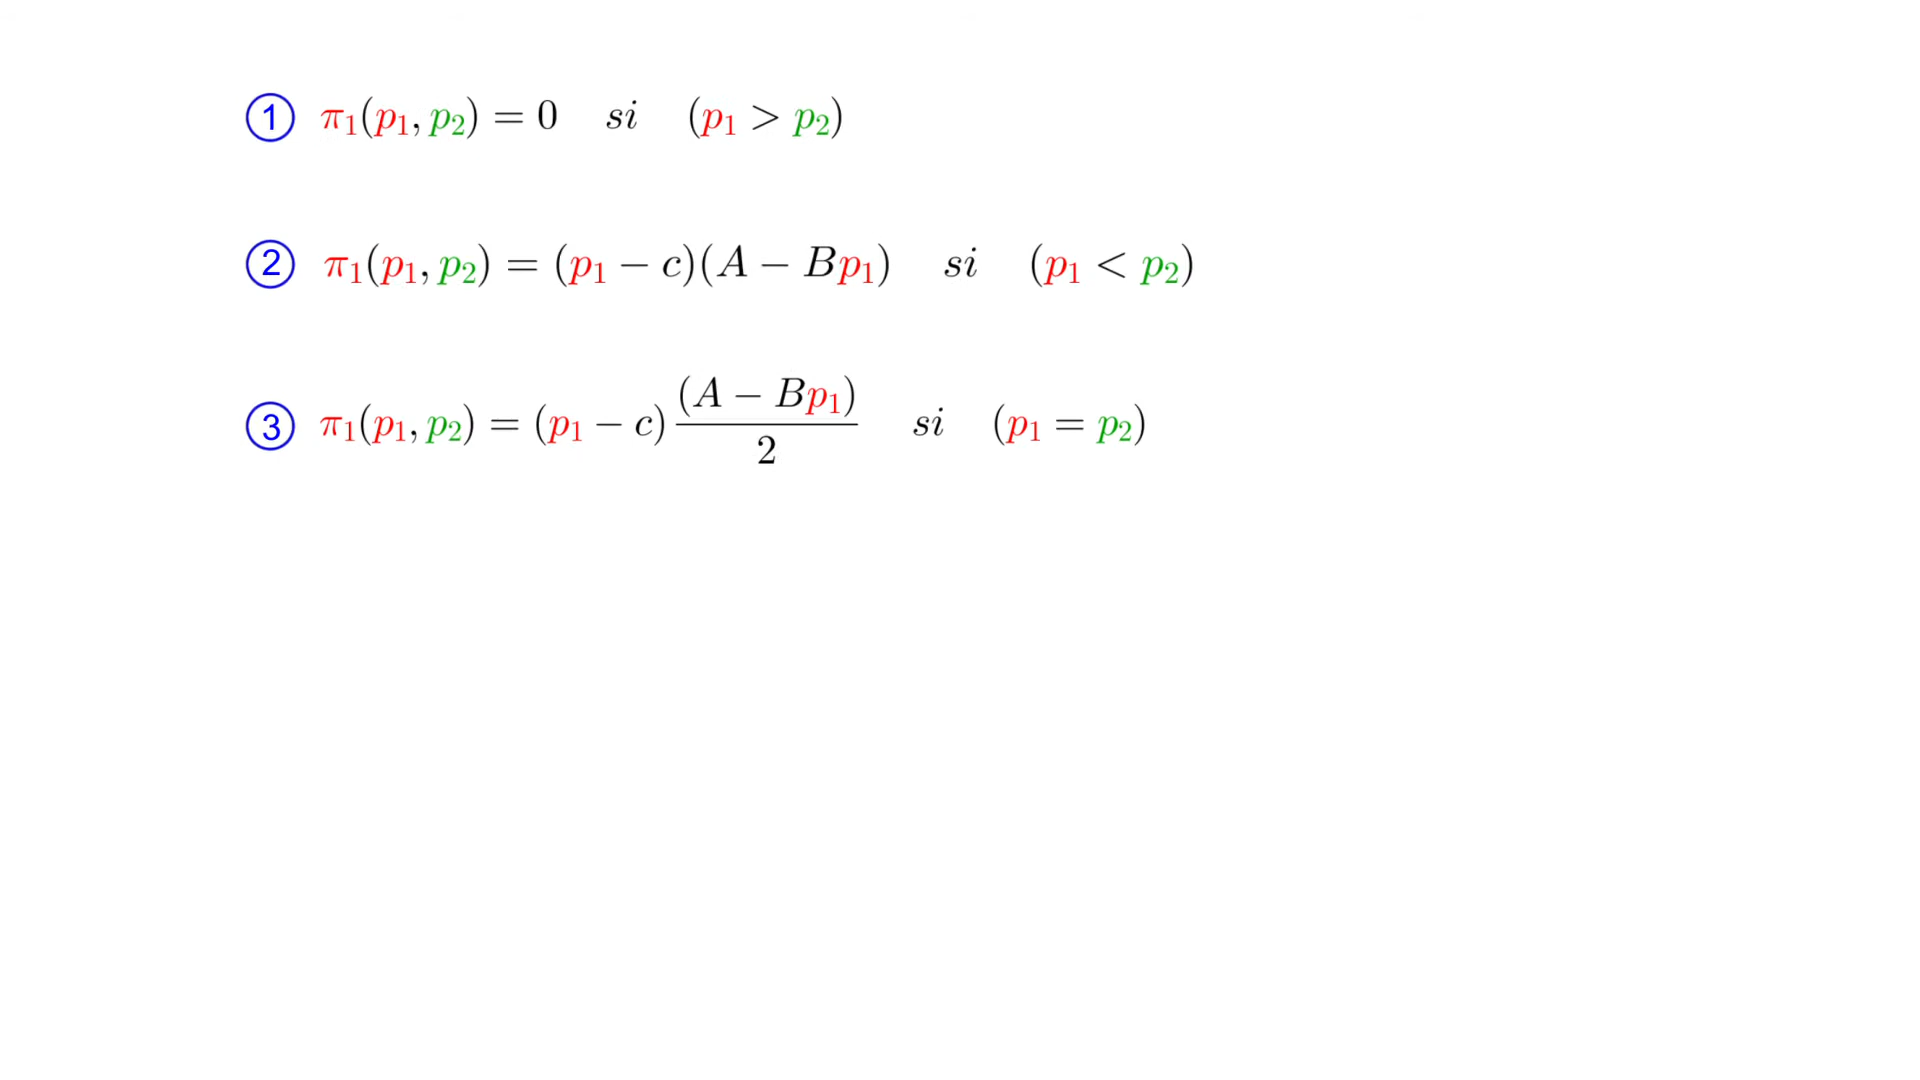 ① π₁(p₁, p₂) = 0 si (p₁ > p₂)
② π₁(p₁, p₂) = (p₁ − c)(A − Bp₁) si (p₁ < p₂)
③ π₁(p₁, p₂) = (p₁ − c) (A − Bp₁)/2 si (p₁ = p₂)